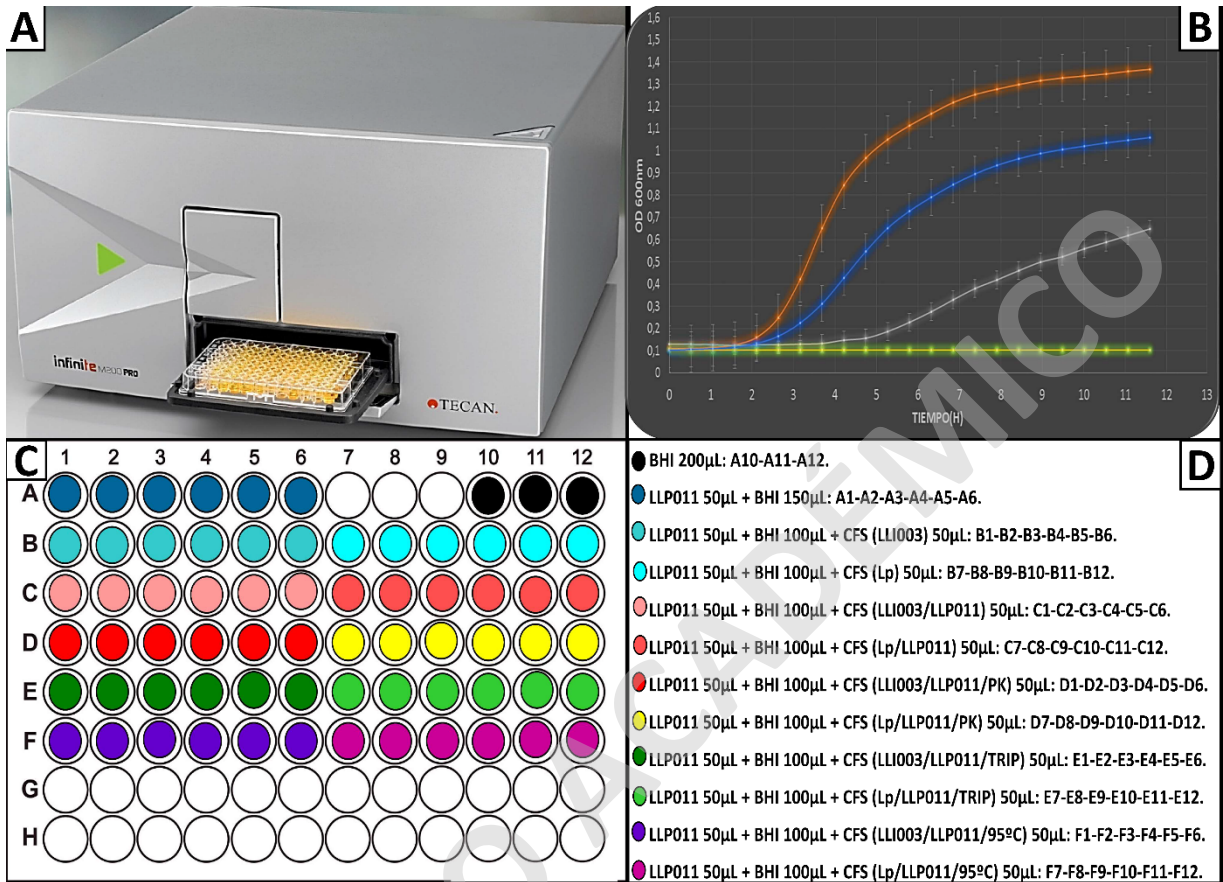 A
infinite M200 PRO
TECAN.
B
1,6
1,5
1,4
1,3
1,2
1,1
1
0,9
0,8
0,7
0,6
0,5
0,4
0,3
0,2
0,1
0
OD 600nm
0 1 2 3 4 5 6 7 8 9 10 11 12 13
TIEMPO(H)
C
1 2 3 4 5 6 7 8 9 10 11 12
A
B
C
D
E
F
G
H
D
BHI 200µL: A10-A11-A12.
LLP011 50µL + BHI 150µL: A1-A2-A3-A4-A5-A6.
LLP011 50µL + BHI 100µL + CFS (LLI003) 50µL: B1-B2-B3-B4-B5-B6.
LLP011 50µL + BHI 100µL + CFS (Lp) 50µL: B7-B8-B9-B10-B11-B12.
LLP011 50µL + BHI 100µL + CFS (LLI003/LLP011) 50µL: C1-C2-C3-C4-C5-C6.
LLP011 50µL + BHI 100µL + CFS (Lp/LLP011) 50µL: C7-C8-C9-C10-C11-C12.
LLP011 50µL + BHI 100µL + CFS (LLI003/LLP011/PK) 50µL: D1-D2-D3-D4-D5-D6.
LLP011 50µL + BHI 100µL + CFS (Lp/LLP011/PK) 50µL: D7-D8-D9-D10-D11-D12.
LLP011 50µL + BHI 100µL + CFS (LLI003/LLP011/TRIP) 50µL: E1-E2-E3-E4-E5-E6.
LLP011 50µL + BHI 100µL + CFS (Lp/LLP011/TRIP) 50µL: E7-E8-E9-E10-E11-E12.
LLP011 50µL + BHI 100µL + CFS (LLI003/LLP011/95ºC) 50µL: F1-F2-F3-F4-F5-F6.
LLP011 50µL + BHI 100µL + CFS (Lp/LLP011/95ºC) 50µL: F7-F8-F9-F10-F11-F12.
O ACADÉMICO